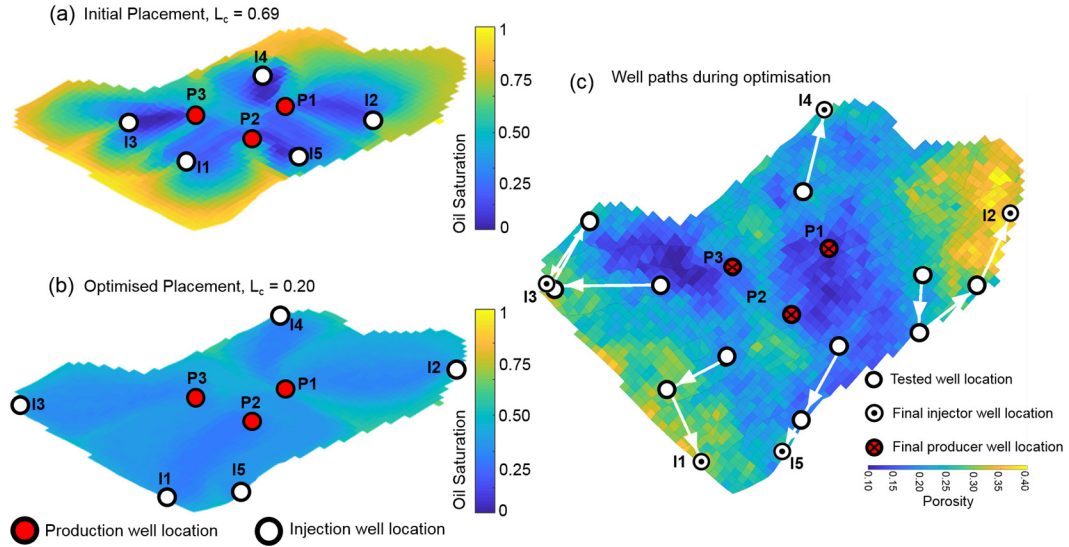 (a) Initial Placement, L_c = 0.69
I4
P3
P1
I2
P2
I3
I1
I5
1
0.75
0.50
0.25
0
Oil Saturation
(b) Optimised Placement, L_c = 0.20
I4
I2
P3
P1
P2
I3
I1
I5
1
0.75
0.50
0.25
0
Oil Saturation
Production well location
Injection well location
(c) Well paths during optimisation
I4
I2
P1
P3
P2
I3
I1
I5
Tested well location
Final injector well location
Final producer well location
0.10
0.15
0.20
0.25
0.30
0.35
0.40
Porosity